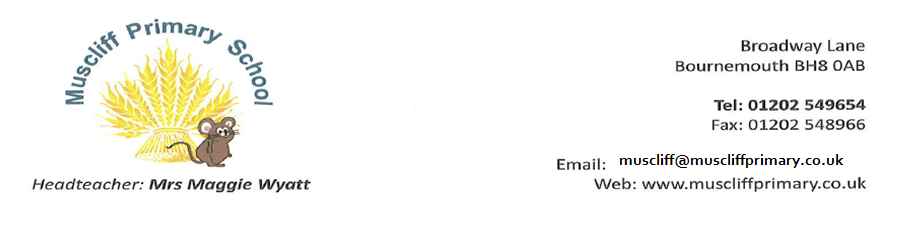 Muscliff Primary School
Headteacher: Mrs Maggie Wyatt
Broadway Lane
Bournemouth BH8 0AB
Tel: 01202 549654
Fax: 01202 548966
Email: muscliff@muscliffprimary.co.uk
Web: www.muscliffprimary.co.uk